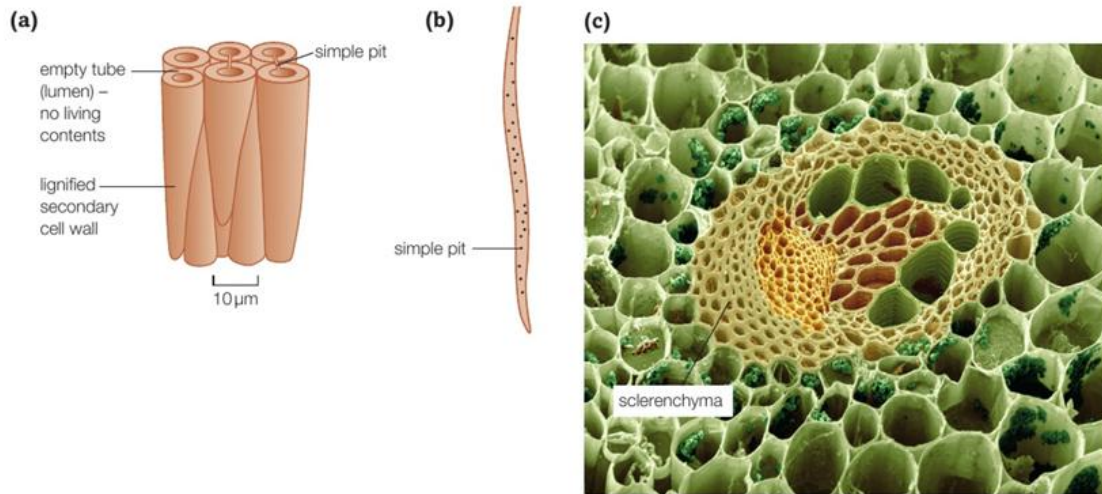 (a)
simple pit
empty tube
(lumen) –
no living
contents
lignified
secondary
cell wall
10 µm
(b)
simple pit
(c)
sclerenchyma